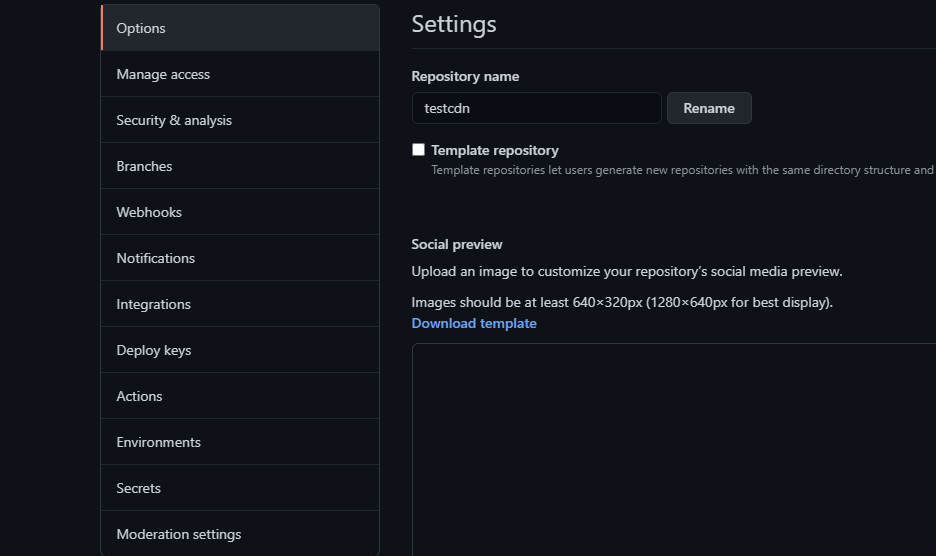 Options
Manage access
Security & analysis
Branches
Webhooks
Notifications
Integrations
Deploy keys
Actions
Environments
Secrets
Moderation settings
Settings
Repository name
testcdn
Rename
Template repository
Template repositories let users generate new repositories with the same directory structure and
Social preview
Upload an image to customize your repository’s social media preview.
Images should be at least 640×320px (1280×640px for best display).
Download template